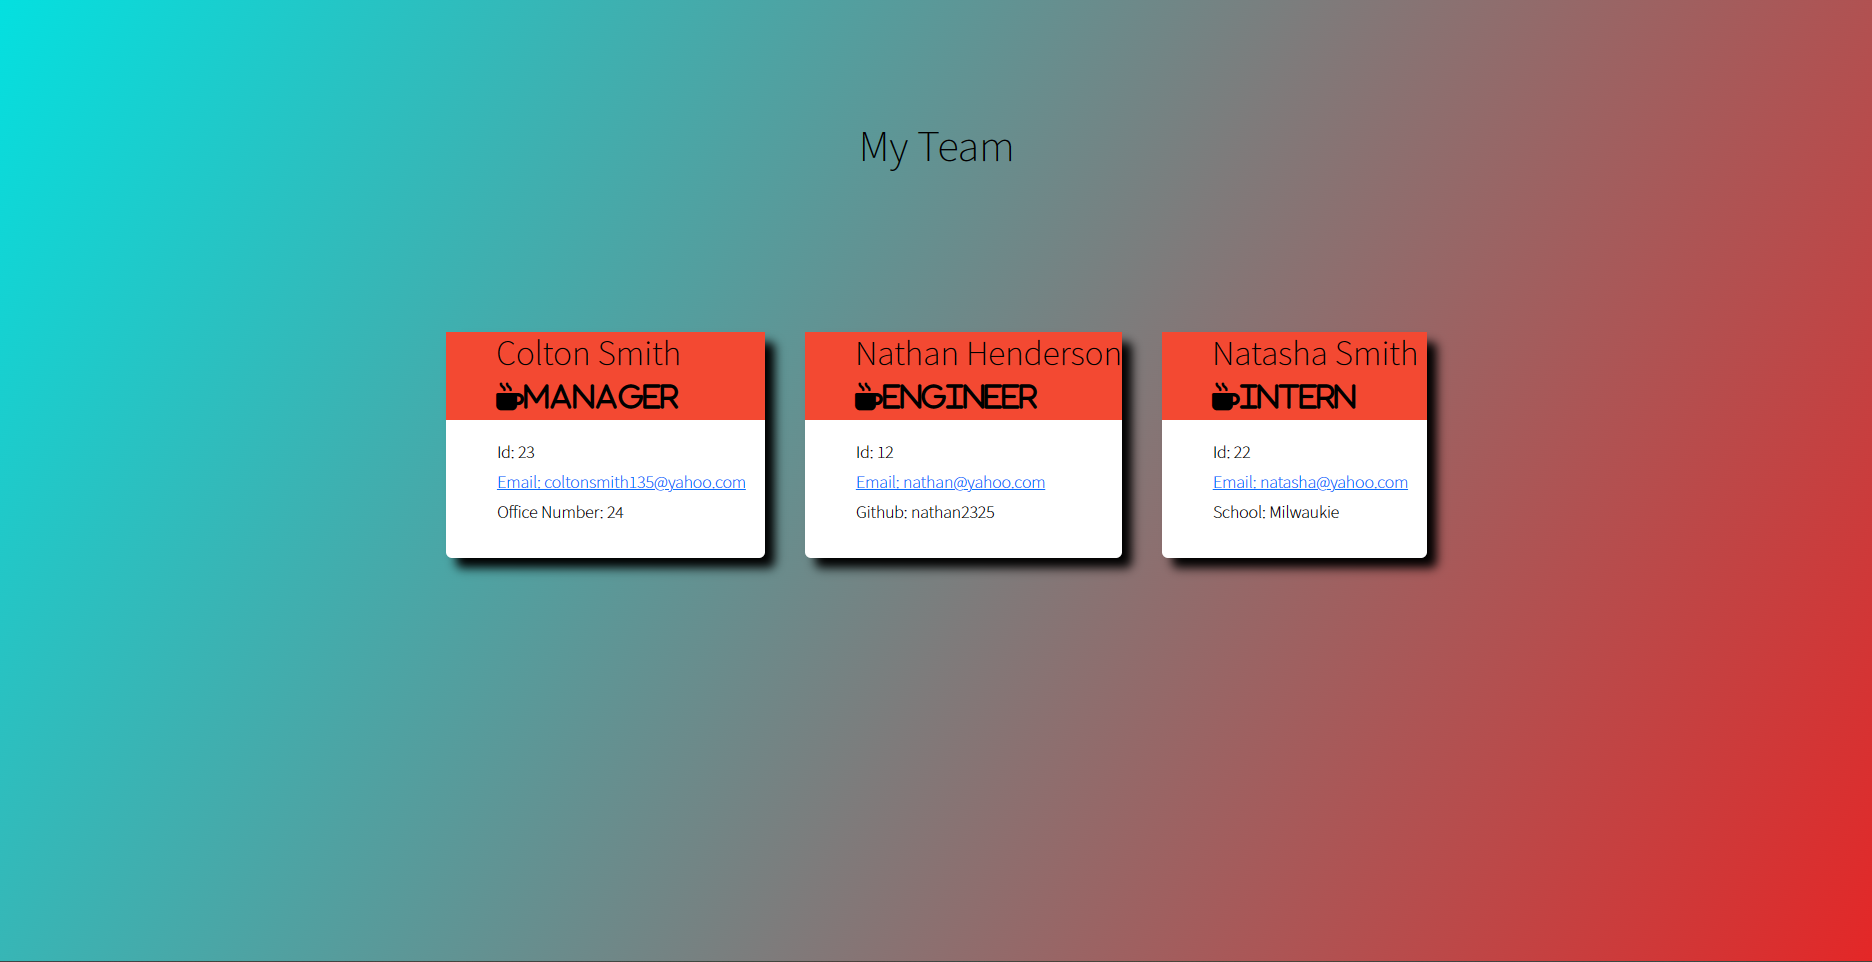 My Team
Colton Smith
MANAGER
Id: 23
Email: coltonsmith135@yahoo.com
Office Number: 24
Nathan Henderson
ENGINEER
Id: 12
Email: nathan@yahoo.com
Github: nathan2325
Natasha Smith
INTERN
Id: 22
Email: natasha@yahoo.com
School: Milwaukie